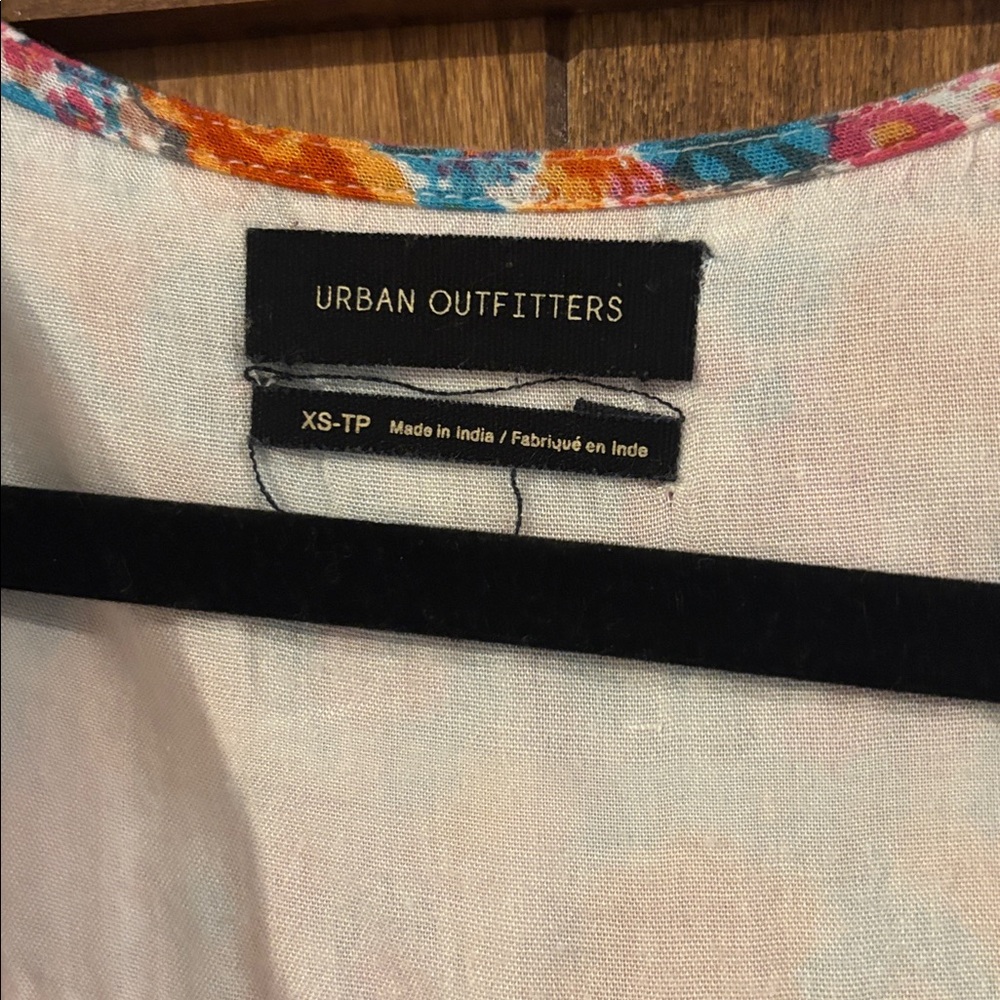 URBAN OUTFITTERS
XS-TP Made in India / Fabriqué en Inde